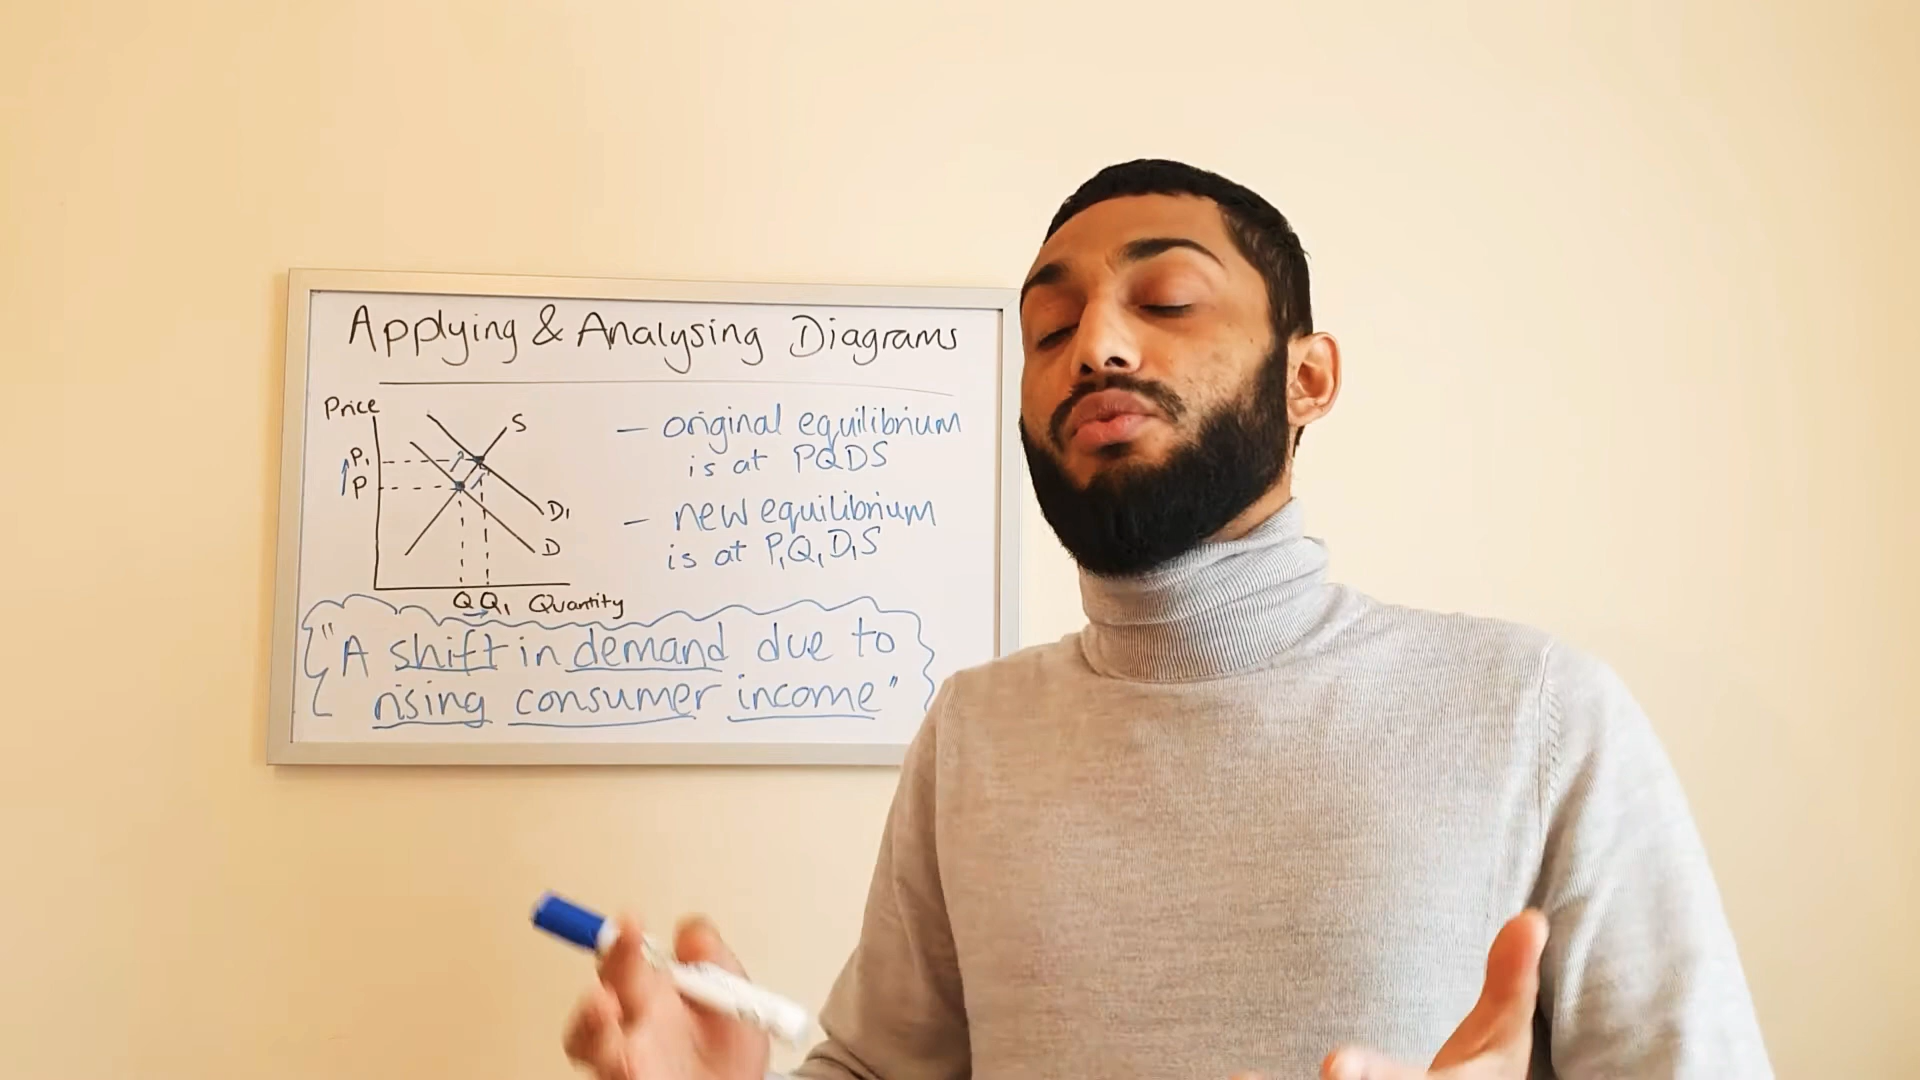 Applying & Analysing Diagrams
Price
S
P₁
P
D₁
D
Q Q₁ Quantity
– original equilibrium
is at PQDS
– new equilibrium
is at P₁Q₁D₁S
"A shift in demand due to
rising consumer income"